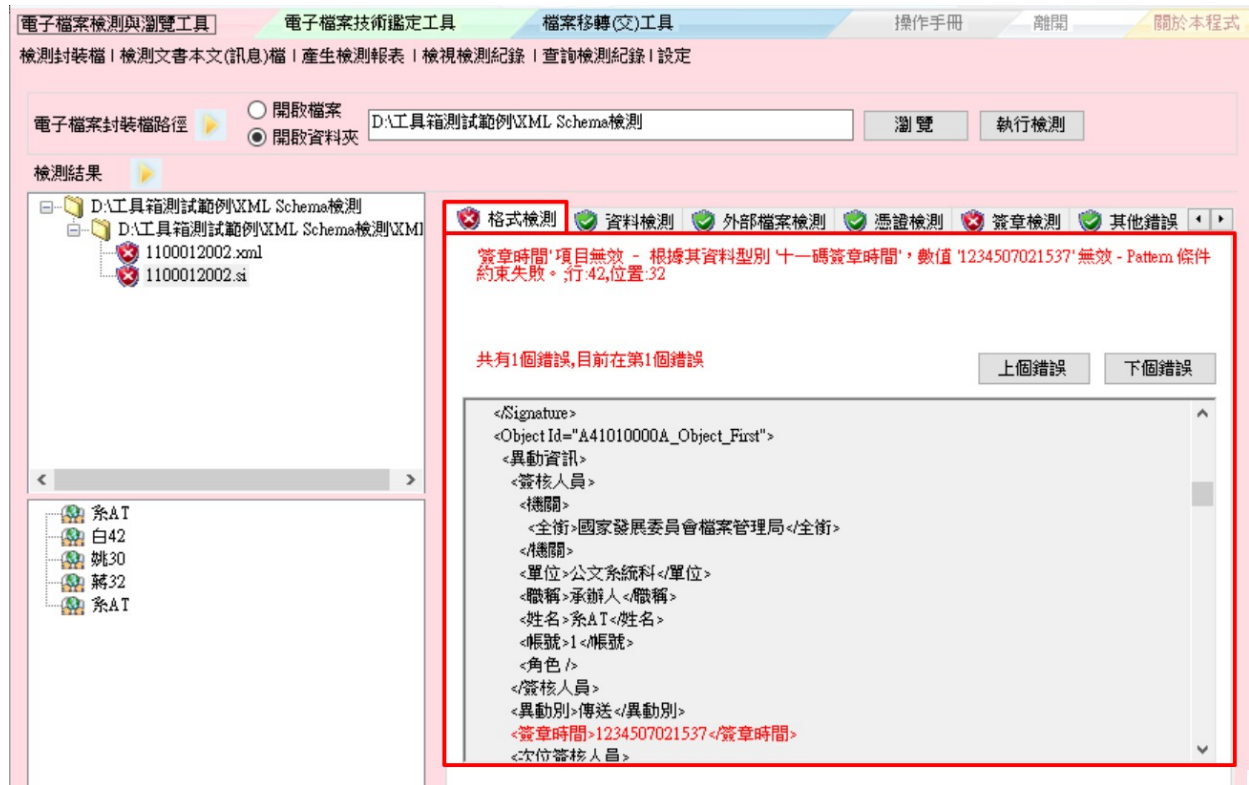 電子檔案檢測與瀏覽工具 電子檔案技術鑑定工具 檔案移轉(交)工具 操作手冊 離開 關於本程式
檢測封裝檔 | 檢測文書本文(訊息)檔 | 產生檢測報表 | 檢視檢測紀錄 | 查詢檢測紀錄 | 設定
電子檔案封裝檔路徑
開啟檔案
開啟資料夾
D:\工具箱測試範例\XML Schema檢測
瀏覽 執行檢測
檢測結果
D:\工具箱測試範例\XML Schema檢測
D:\工具箱測試範例\XML Schema檢測\XMI
1100012002.xml
1100012002.si
糸AT
白42
姚30
蔣32
糸AT
格式檢測 資料檢測 外部檔案檢測 憑證檢測 簽章檢測 其他錯誤
'簽章時間' 項目無效 - 根據其資料型別 '十一碼簽章時間',數值 '1234507021537' 無效 - Pattern 條件
約束失敗。 ;行:42,位置:32
共有1個錯誤,目前在第1個錯誤
上個錯誤 下個錯誤
</Signature>
<Object Id="A41010000A_Object_First">
<異動資訊>
<簽核人員>
<機關>
<全銜>國家發展委員會檔案管理局</全銜>
</機關>
<單位>公文系統科</單位>
<職稱>承辦人</職稱>
<姓名>糸AT</姓名>
<帳號>1</帳號>
<角色 />
</簽核人員>
<異動別>傳送</異動別>
<簽章時間>1234507021537</簽章時間>
<次位簽核人員>